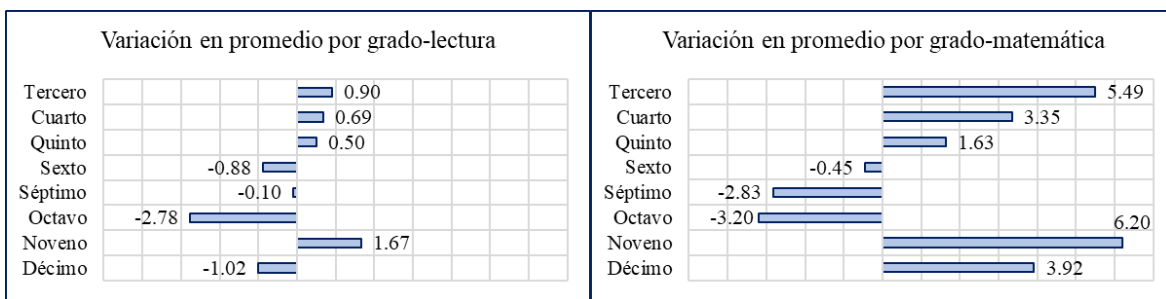 Variación en promedio por grado-lectura
Tercero 0.90
Cuarto 0.69
Quinto 0.50
Sexto -0.88
Séptimo -0.10
Octavo -2.78
Noveno 1.67
Décimo -1.02
Variación en promedio por grado-matemática
Tercero 5.49
Cuarto 3.35
Quinto 1.63
Sexto -0.45
Séptimo -2.83
Octavo -3.20
Noveno 6.20
Décimo 3.92